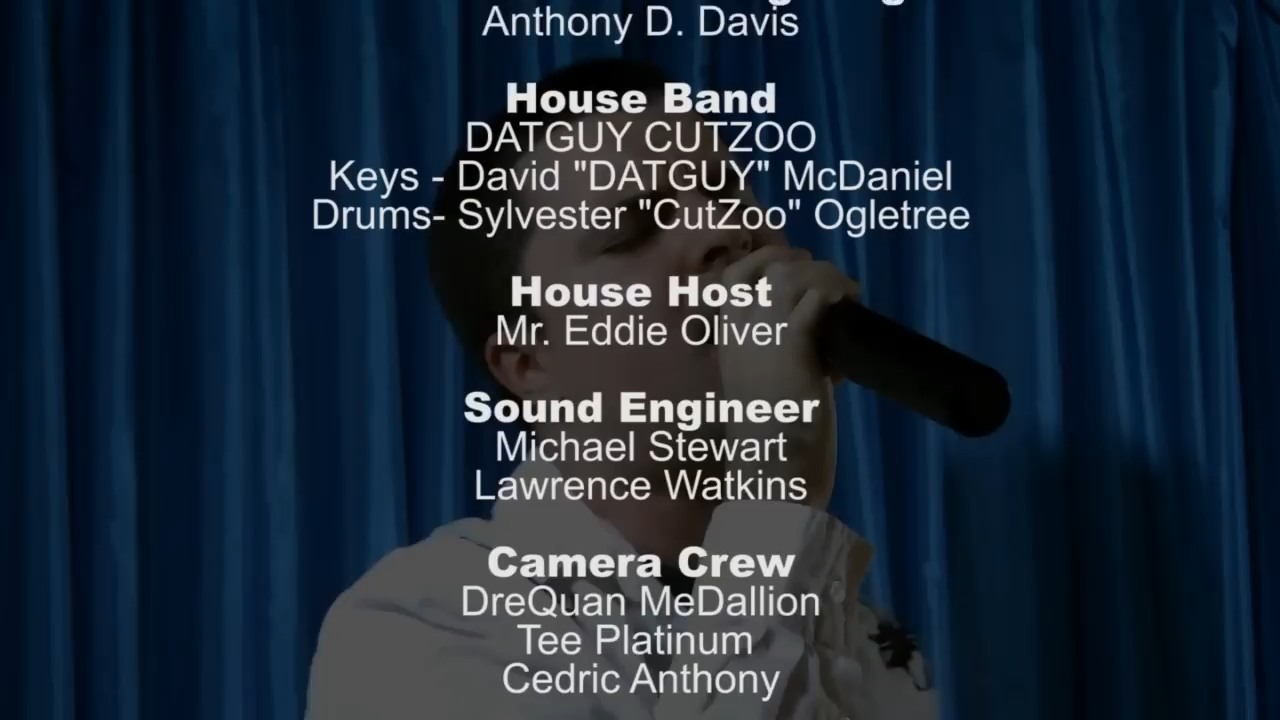 Anthony D. Davis
House Band
DATGUY CUTZOO
Keys - David "DATGUY" McDaniel
Drums- Sylvester "CutZoo" Ogletree
House Host
Mr. Eddie Oliver
Sound Engineer
Michael Stewart
Lawrence Watkins
Camera Crew
DreQuan MeDallion
Tee Platinum
Cedric Anthony